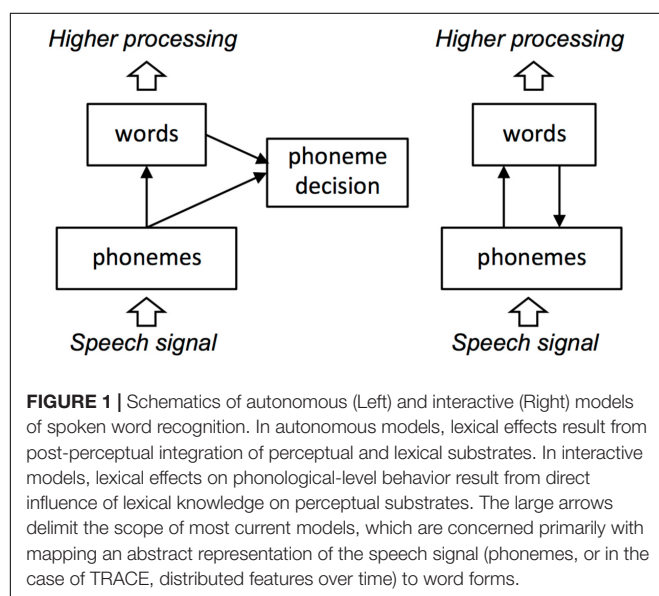 Higher processing
Higher processing
words
words
phoneme
decision
phonemes
phonemes
Speech signal
Speech signal
FIGURE 1 | Schematics of autonomous (Left) and interactive (Right) models
of spoken word recognition. In autonomous models, lexical effects result from
post-perceptual integration of perceptual and lexical substrates. In interactive
models, lexical effects on phonological-level behavior result from direct
influence of lexical knowledge on perceptual substrates. The large arrows
delimit the scope of most current models, which are concerned primarily with
mapping an abstract representation of the speech signal (phonemes, or in the
case of TRACE, distributed features over time) to word forms.